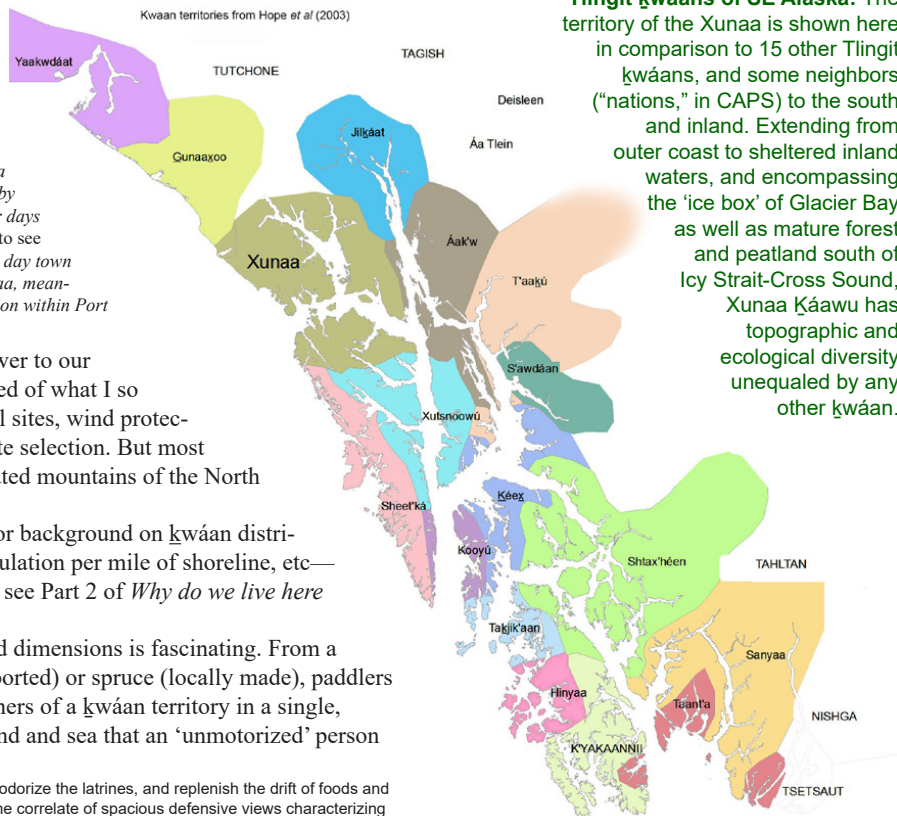 Kwaan territories from Hope et al (2003)
Yaakwdáat
TUTCHONE
TAGISH
Deisleen
Áa Tlein
Jilḵáat
G̱unaax̱oo
Xunaa
Áak'w
T'aaḵú
S'awdáan
Xutsnoowú
Sheet'ká
Ḵéex̱
Kooyú
Shtax'héen
TAHLTAN
Taḵjik'aan
Sanyaa
Hinyaa
Taant'a
NISHGA
K'YAKAANNII
TSETSAUT
Tlingit ḵwáans of SE Alaska: The
territory of the Xunaa is shown here
in comparison to 15 other Tlingit
ḵwáans, and some neighbors
(“nations,” in CAPS) to the south
and inland. Extending from
outer coast to sheltered inland
waters, and encompassing
the ‘ice box’ of Glacier Bay
as well as mature forest
and peatland south of
Icy Strait-Cross Sound,
Xunaa Ḵáawu has
topographic and
ecological diversity
unequaled by any
other ḵwáan.
a
by
r days
to see
day town
aa, mean-
ion within Port
wer to our
ed of what I so
l sites, wind protec-
te selection. But most
ated mountains of the North
or background on ḵwáan distri-
pulation per mile of shoreline, etc—
see Part 2 of Why do we live here
d dimensions is fascinating. From a
ported) or spruce (locally made), paddlers
ners of a ḵwáan territory in a single,
nd and sea that an ‘unmotorized’ person
odorize the latrines, and replenish the drift of foods and
ne correlate of spacious defensive views characterizing